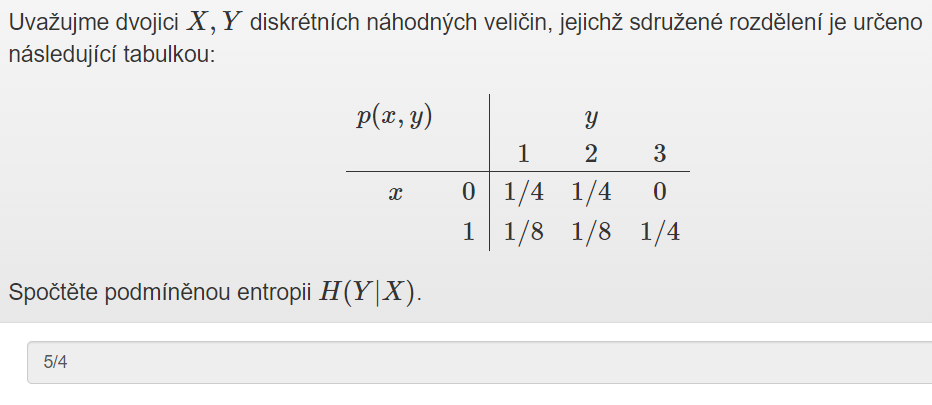 Uvažujme dvojici X, Y diskrétních náhodných veličin, jejichž sdružené rozdělení je určeno
následující tabulkou:
p(x, y) y
1 2 3
x 0 1/4 1/4 0
1 1/8 1/8 1/4
Spočtěte podmíněnou entropii H(Y|X).
5/4